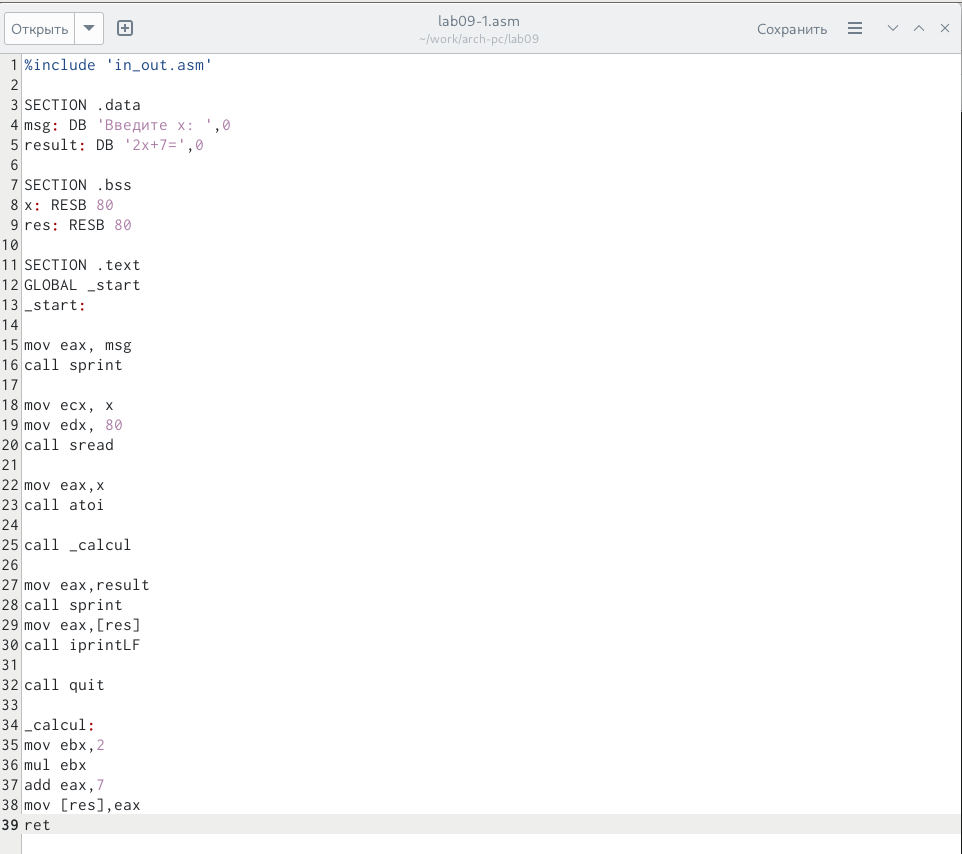 Открыть
lab09-1.asm
~/work/arch-pc/lab09
Сохранить
1 %include 'in_out.asm'
2
3 SECTION .data
4 msg: DB 'Введите x: ',0
5 result: DB '2x+7=',0
6
7 SECTION .bss
8 x: RESB 80
9 res: RESB 80
10
11 SECTION .text
12 GLOBAL _start
13 _start:
14
15 mov eax, msg
16 call sprint
17
18 mov ecx, x
19 mov edx, 80
20 call sread
21
22 mov eax,x
23 call atoi
24
25 call _calcul
26
27 mov eax,result
28 call sprint
29 mov eax,[res]
30 call iprintLF
31
32 call quit
33
34 _calcul:
35 mov ebx,2
36 mul ebx
37 add eax,7
38 mov [res],eax
39 ret